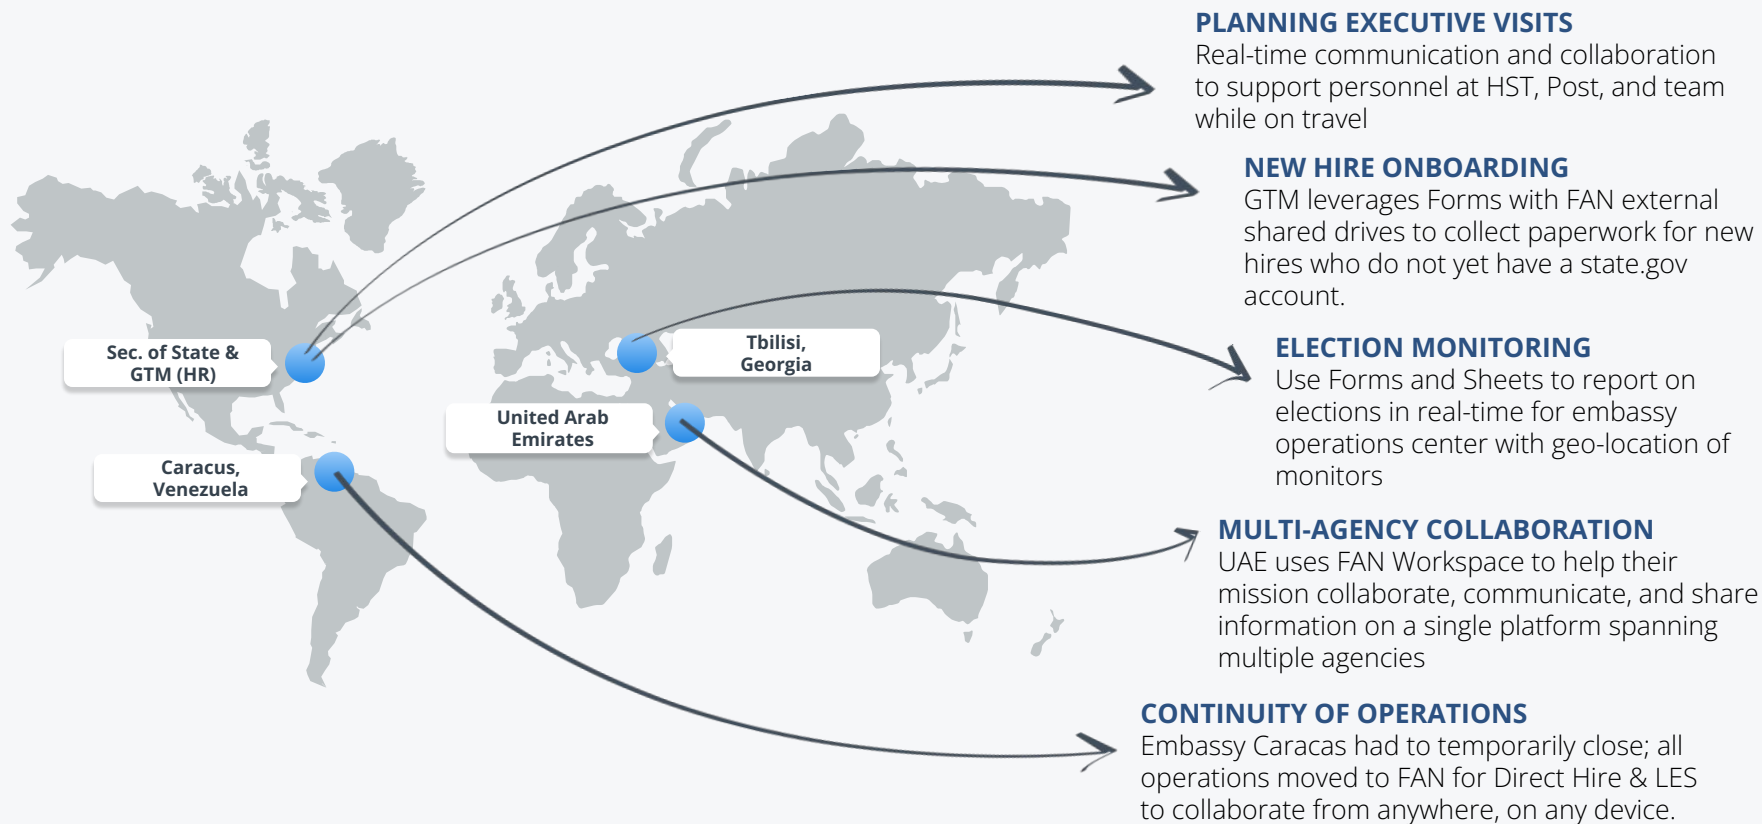 PLANNING EXECUTIVE VISITS
Real-time communication and collaboration
to support personnel at HST, Post, and team
while on travel
NEW HIRE ONBOARDING
GTM leverages Forms with FAN external
shared drives to collect paperwork for new
hires who do not yet have a state.gov
account.
Sec. of State &
GTM (HR)
Tbilisi,
Georgia
ELECTION MONITORING
Use Forms and Sheets to report on
elections in real-time for embassy
operations center with geo-location of
monitors
United Arab
Emirates
Caracus,
Venezuela
MULTI-AGENCY COLLABORATION
UAE uses FAN Workspace to help their
mission collaborate, communicate, and share
information on a single platform spanning
multiple agencies
CONTINUITY OF OPERATIONS
Embassy Caracas had to temporarily close; all
operations moved to FAN for Direct Hire & LES
to collaborate from anywhere, on any device.